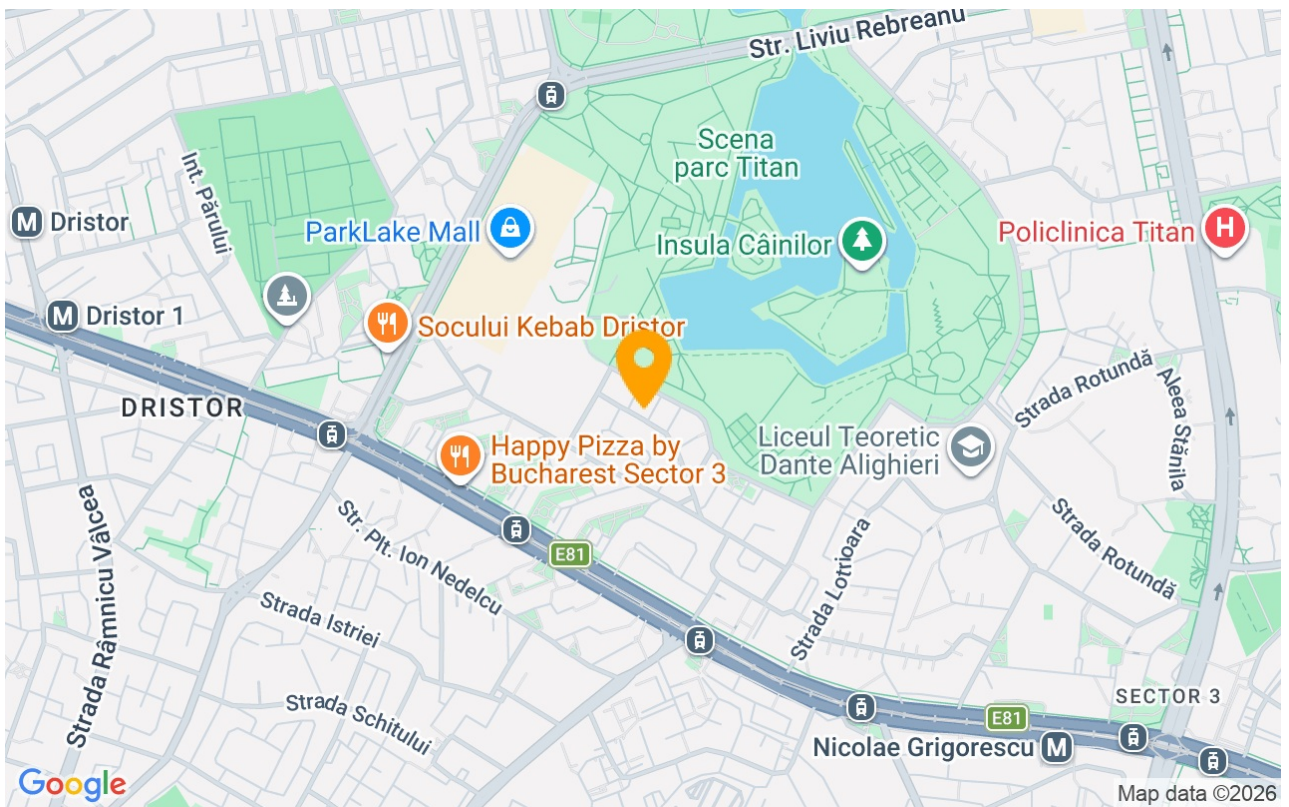 Str. Liviu Rebreanu
Scena
parc Titan
Int. Părului
M Dristor
ParkLake Mall
Insula Câinilor
Policlinica Titan H
M Dristor 1
Socului Kebab Dristor
Strada Rotundă
Aleea Stănila
DRISTOR
Happy Pizza by
Bucharest Sector 3
Liceul Teoretic
Dante Alighieri
Strada Râmnicu Vâlcea
Str. Plt. Ion Nedelcu
E81
Strada Lotrioara
Strada Rotundă
Strada Istriei
Strada Schitului
SECTOR 3
E81
Nicolae Grigorescu M
Google
Map data ©2026